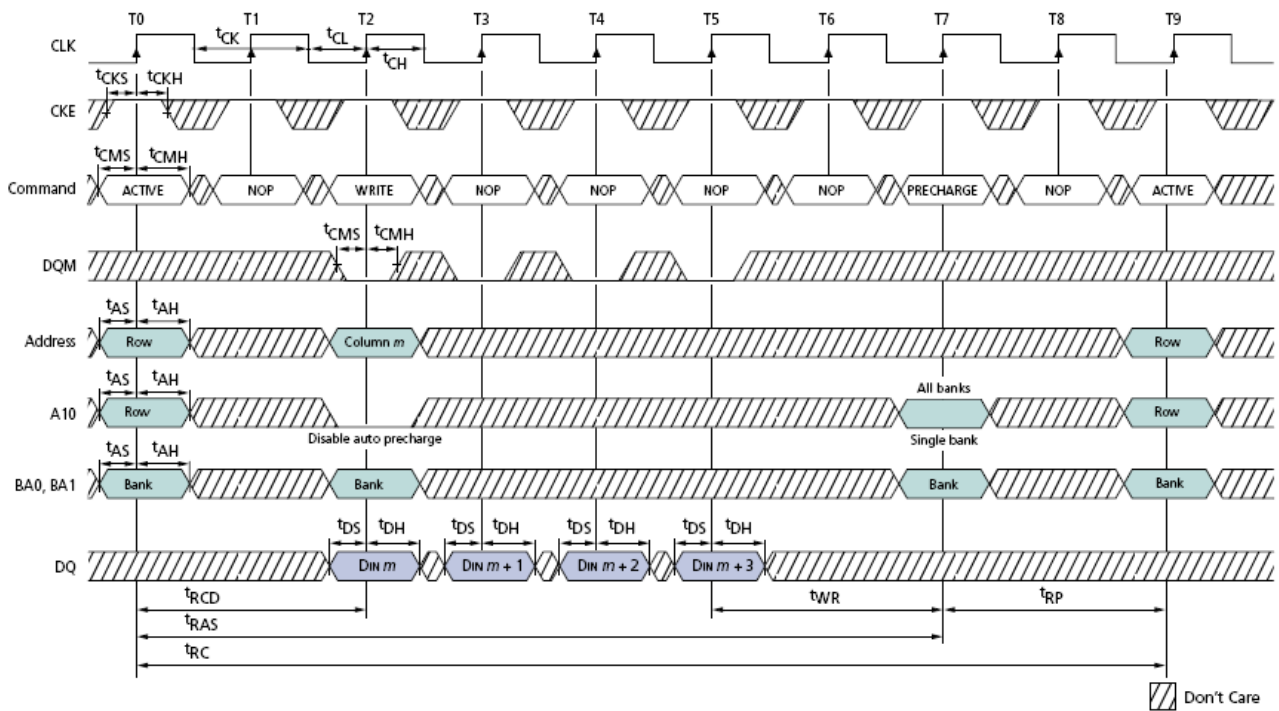 T0 T1 T2 T3 T4 T5 T6 T7 T8 T9
CLK
tCK tCL
tCH
tCKS tCKH
CKE
tCMS tCMH
Command ACTIVE NOP WRITE NOP NOP NOP NOP PRECHARGE NOP ACTIVE
tCMS tCMH
DQM
tAS tAH
Address Row Column m Row
tAS tAH
All banks
A10 Row Row
Disable auto precharge Single bank
tAS tAH
BA0, BA1 Bank Bank Bank Bank
tDS tDH tDS tDH tDS tDH tDS tDH
DQ DIN m DIN m + 1 DIN m + 2 DIN m + 3
tRCD tWR tRP
tRAS
tRC
Don't Care